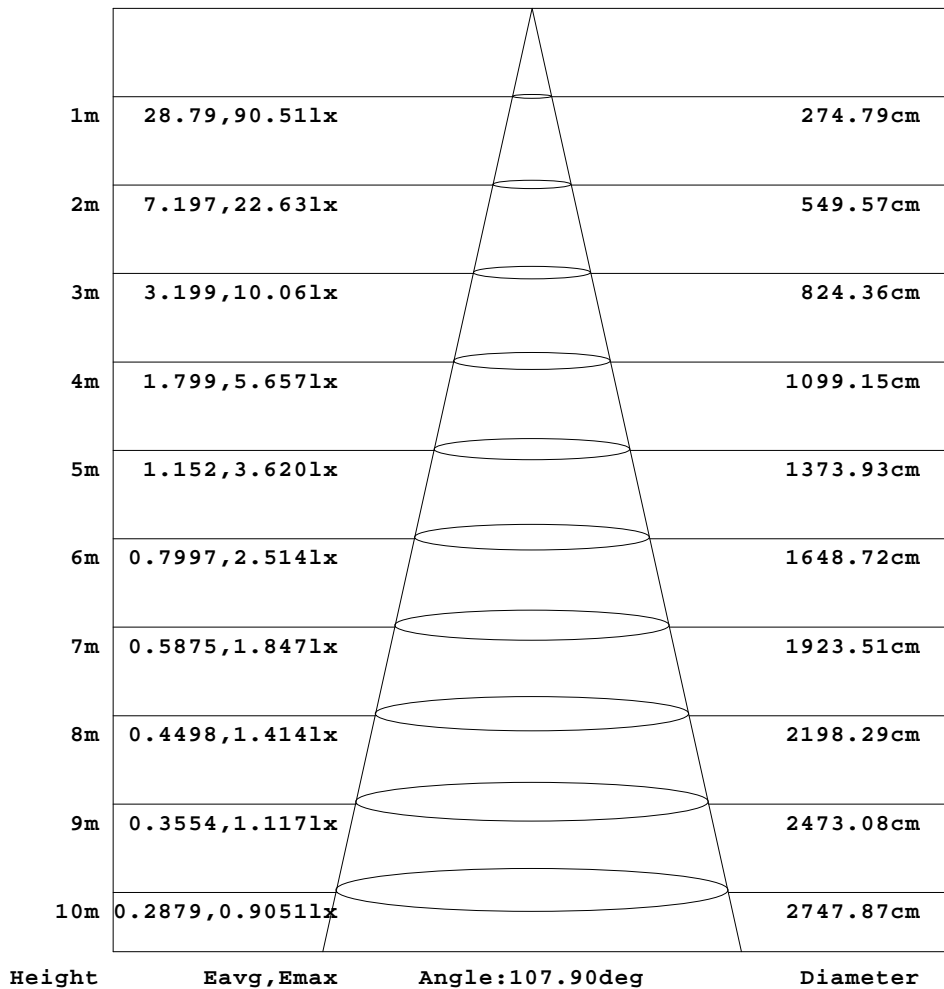 1m 28.79,90.51lx 274.79cm
2m 7.197,22.63lx 549.57cm
3m 3.199,10.06lx 824.36cm
4m 1.799,5.657lx 1099.15cm
5m 1.152,3.620lx 1373.93cm
6m 0.7997,2.514lx 1648.72cm
7m 0.5875,1.847lx 1923.51cm
8m 0.4498,1.414lx 2198.29cm
9m 0.3554,1.117lx 2473.08cm
10m 0.2879,0.9051lx 2747.87cm
Height Eavg,Emax Angle:107.90deg Diameter